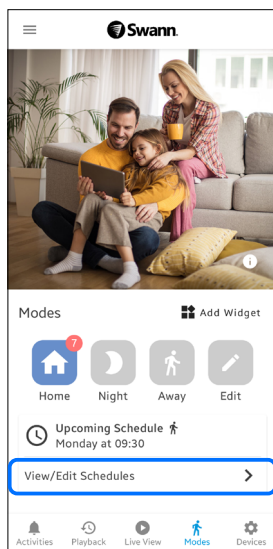 Swann
Modes
Add Widget
7
Home Night Away Edit
Upcoming Schedule
Monday at 09:30
View/Edit Schedules
Activities Playback Live View Modes Devices